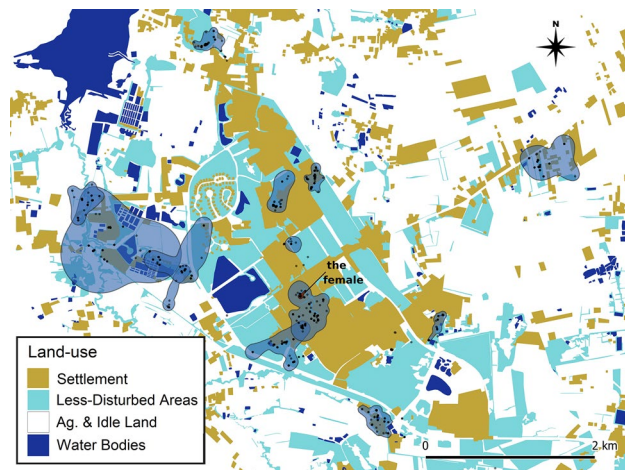 N
the
female
Land-use
Settlement
Less-Disturbed Areas
Ag. & Idle Land
Water Bodies
0 2 km